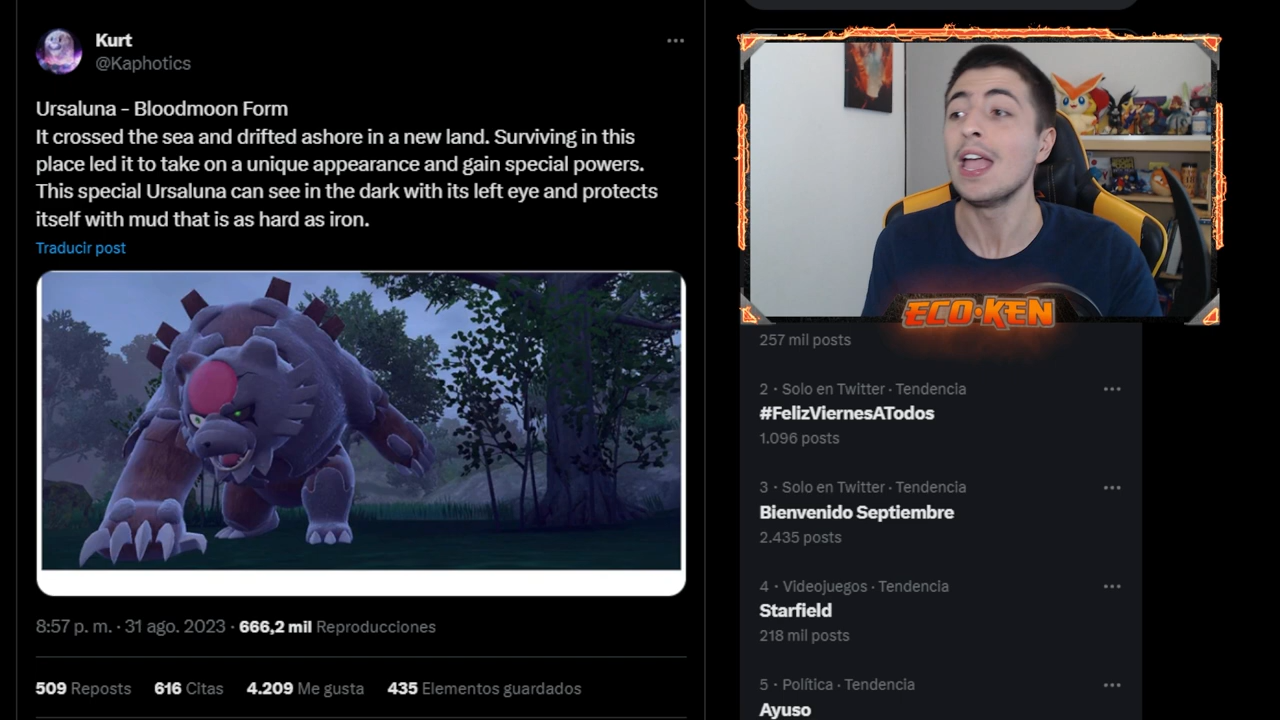 Kurt
@Kaphotics
Ursaluna - Bloodmoon Form
It crossed the sea and drifted ashore in a new land. Surviving in this
place led it to take on a unique appearance and gain special powers.
This special Ursaluna can see in the dark with its left eye and protects
itself with mud that is as hard as iron.
Traducir post
8:57 p. m. · 31 ago. 2023 · 666,2 mil Reproducciones
509 Reposts 616 Citas 4.209 Me gusta 435 Elementos guardados
ECO·KEN
257 mil posts
2 · Solo en Twitter · Tendencia
#FelizViernesATodos
1.096 posts
3 · Solo en Twitter · Tendencia
Bienvenido Septiembre
2.435 posts
4 · Videojuegos · Tendencia
Starfield
218 mil posts
5 · Política · Tendencia
Ayuso